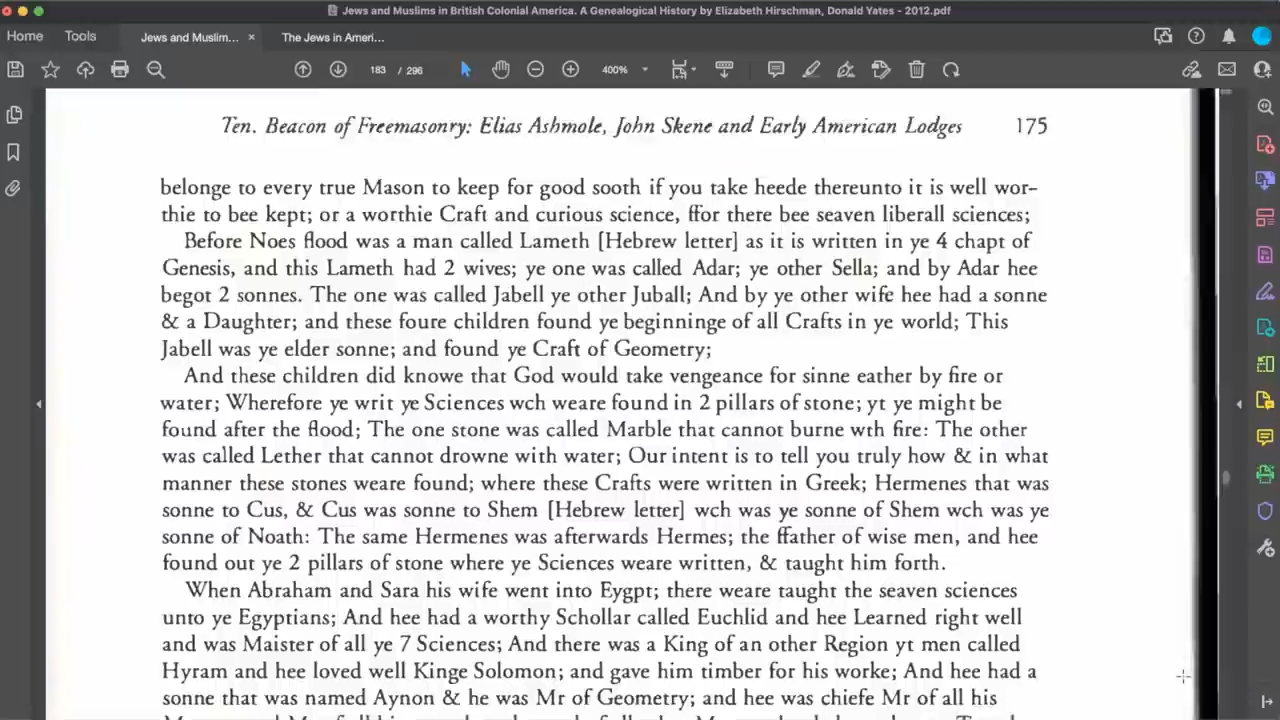 Jews and Muslims in British Colonial America. A Genealogical History by Elizabeth Hirschman, Donald Yates - 2012.pdf
Home
Tools
Jews and Muslim...
×
The Jews in Ameri...
183 / 296
400%
Ten. Beacon of Freemasonry: Elias Ashmole, John Skene and Early American Lodges 175
belonge to every true Mason to keep for good sooth if you take heede thereunto it is well wor-
thie to bee kept; or a worthie Craft and curious science, ffor there bee seaven liberall sciences;
Before Noes flood was a man called Lameth [Hebrew letter] as it is written in ye 4 chapt of
Genesis, and this Lameth had 2 wives; ye one was called Adar; ye other Sella; and by Adar hee
begot 2 sonnes. The one was called Jabell ye other Juball; And by ye other wife hee had a sonne
& a Daughter; and these foure children found ye beginninge of all Crafts in ye world; This
Jabell was ye elder sonne; and found ye Craft of Geometry;
And these children did knowe that God would take vengeance for sinne eather by fire or
water; Wherefore ye writ ye Sciences wch weare found in 2 pillars of stone; yt ye might be
found after the flood; The one stone was called Marble that cannot burne wth fire: The other
was called Lether that cannot drowne with water; Our intent is to tell you truly how & in what
manner these stones weare found; where these Crafts were written in Greek; Hermenes that was
sonne to Cus, & Cus was sonne to Shem [Hebrew letter] wch was ye sonne of Shem wch was ye
sonne of Noath: The same Hermenes was afterwards Hermes; the ffather of wise men, and hee
found out ye 2 pillars of stone where ye Sciences weare written, & taught him forth.
When Abraham and Sara his wife went into Eygpt; there weare taught the seaven sciences
unto ye Egyptians; And hee had a worthy Schollar called Euchlid and hee Learned right well
and was Maister of all ye 7 Sciences; And there was a King of an other Region yt men called
Hyram and hee loved well Kinge Solomon; and gave him timber for his worke; And hee had a
sonne that was named Aynon & he was Mr of Geometry; and hee was chiefe Mr of all his